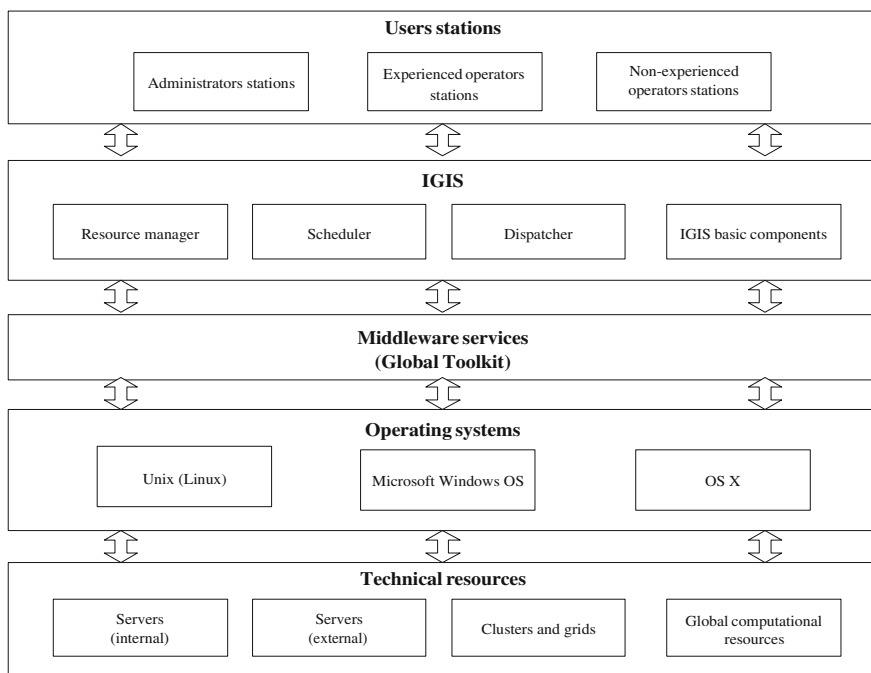 Users stations
Administrators stations
Experienced operators
stations
Non-experienced
operators stations
IGIS
Resource manager
Scheduler
Dispatcher
IGIS basic components
Middleware services
(Global Toolkit)
Operating systems
Unix (Linux)
Microsoft Windows OS
OS X
Technical resources
Servers
(internal)
Servers
(external)
Clusters and grids
Global computational
resources